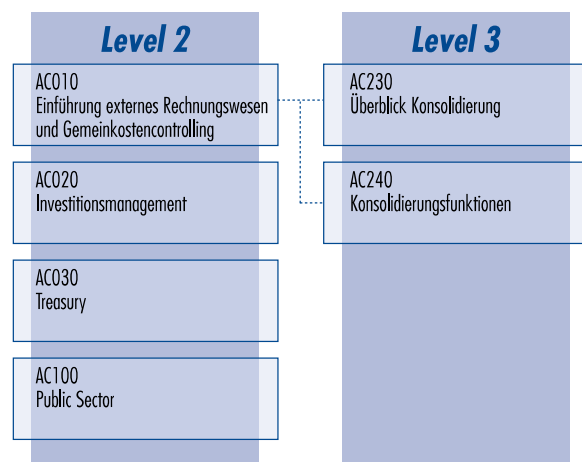 Level 2
AC010
Einführung externes Rechnungswesen
und Gemeinkostencontrolling
AC020
Investitionsmanagement
AC030
Treasury
AC100
Public Sector
Level 3
AC230
Überblick Konsolidierung
AC240
Konsolidierungsfunktionen